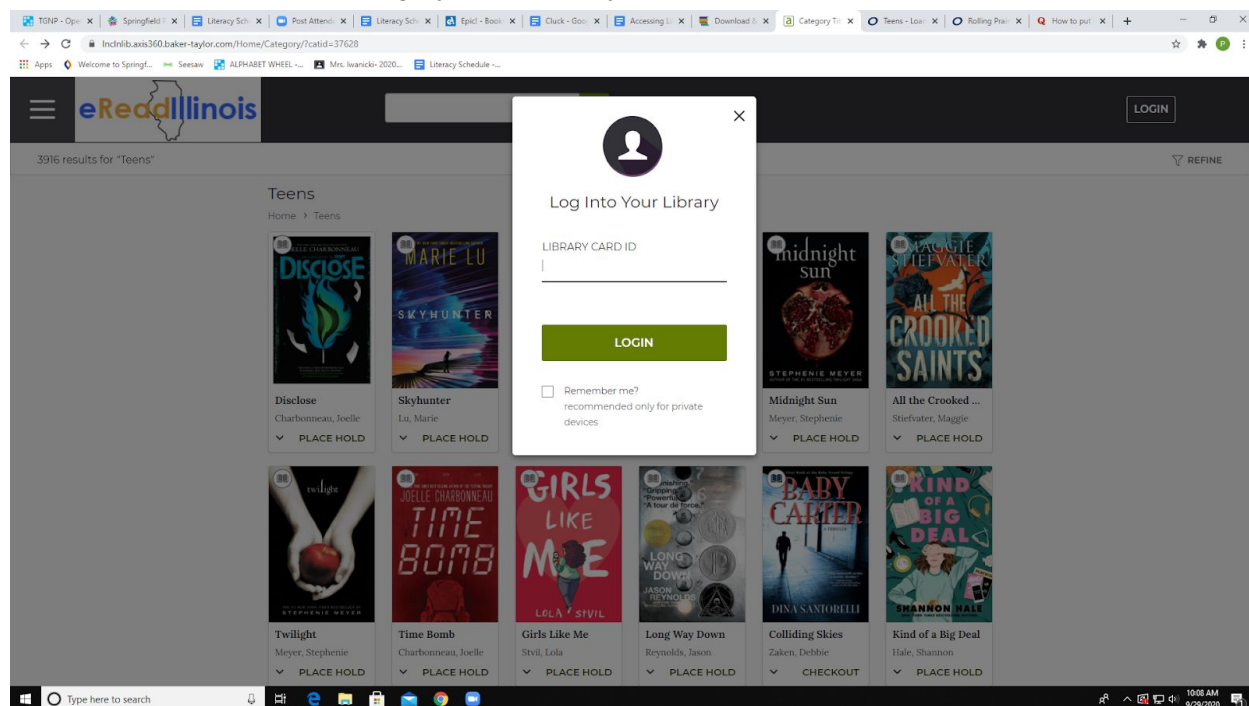 TGNP - Ope
Springfield
Literacy Sch
Post Attend
Literacy Sch
Epic! - Book
Cluck - Goo
Accessing Li
Download
Category Tit
Teens - Loan
Rolling Prai
How to put
lnclnlib.axis360.baker-taylor.com/Home/Category/?catid=37628
Apps
Welcome to Springf...
Seesaw
ALPHABET WHEEL -...
Mrs. Iwanicki- 2020...
Literacy Schedule -...
eReadIllinois
LOGIN
3916 results for "Teens"
REFINE
Log Into Your Library
LIBRARY CARD ID
LOGIN
Remember me?
recommended only for private
devices
Teens
Home > Teens
DISCLOSE
MARIE LU
SKYHUNTER
midnight
sun
STEPHENIE MEYER
MAGGIE
STIEFVATER
ALL THE
CROOKED
SAINTS
Disclose
Charbonneau, Joelle
PLACE HOLD
Skyhunter
Lu, Marie
PLACE HOLD
Midnight Sun
Meyer, Stephenie
PLACE HOLD
All the Crooked ...
Stiefvater, Maggie
PLACE HOLD
twilight
STEPHENIE MEYER
JOELLE CHARBONNEAU
TIME
BOMB
GIRLS
LIKE
ME
LOLA STVIL
LONG
WAY
DOWN
JASON
REYNOLDS
BABY
CARTER
DINA SANTORELLI
KIND
OF A
BIG
DEAL
SHANNON HALE
Twilight
Meyer, Stephenie
PLACE HOLD
Time Bomb
Charbonneau, Joelle
PLACE HOLD
Girls Like Me
Stvil, Lola
PLACE HOLD
Long Way Down
Reynolds, Jason
PLACE HOLD
Colliding Skies
Zaken, Debbie
CHECKOUT
Kind of a Big Deal
Hale, Shannon
PLACE HOLD
Type here to search
10:08 AM
9/29/2020